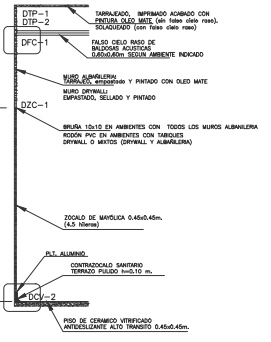 DTP-1
DTP-2
TARRAJEADO, IMPRIMADO ACABADO CON
PINTURA OLEO MATE (sin falso cielo raso),
SOLAQUEADO (con falso cielo raso)
DFC-1
FALSO CIELO RASO DE
BALDOSAS ACUSTICAS
0.60x0.60m SEGUN AMBIENTE INDICADO
MURO ALBAÑILERIA:
TARRAJEO, empastado y PINTADO CON OLEO MATE
MURO DRYWALL:
EMPASTADO, SELLADO Y PINTADO
DZC-1
BRUÑA 10x10 EN AMBIENTES CON TODOS LOS MUROS ALBANILERIA
RODÓN PVC EN AMBIENTES CON TABIQUES
DRYWALL O MIXTOS (DRYWALL Y ALBAÑILERIA)
ZOCALO DE MAYOLICA 0.45x0.45m.
(4.5 hileras)
PLT. ALUMINIO
CONTRAZOCALO SANITARIO
TERRAZO PULIDO h=0.10 m.
DCV-2
PISO DE CERAMICO VITRIFICADO
ANTIDESLIZANTE ALTO TRANSITO 0.45x0.45m.